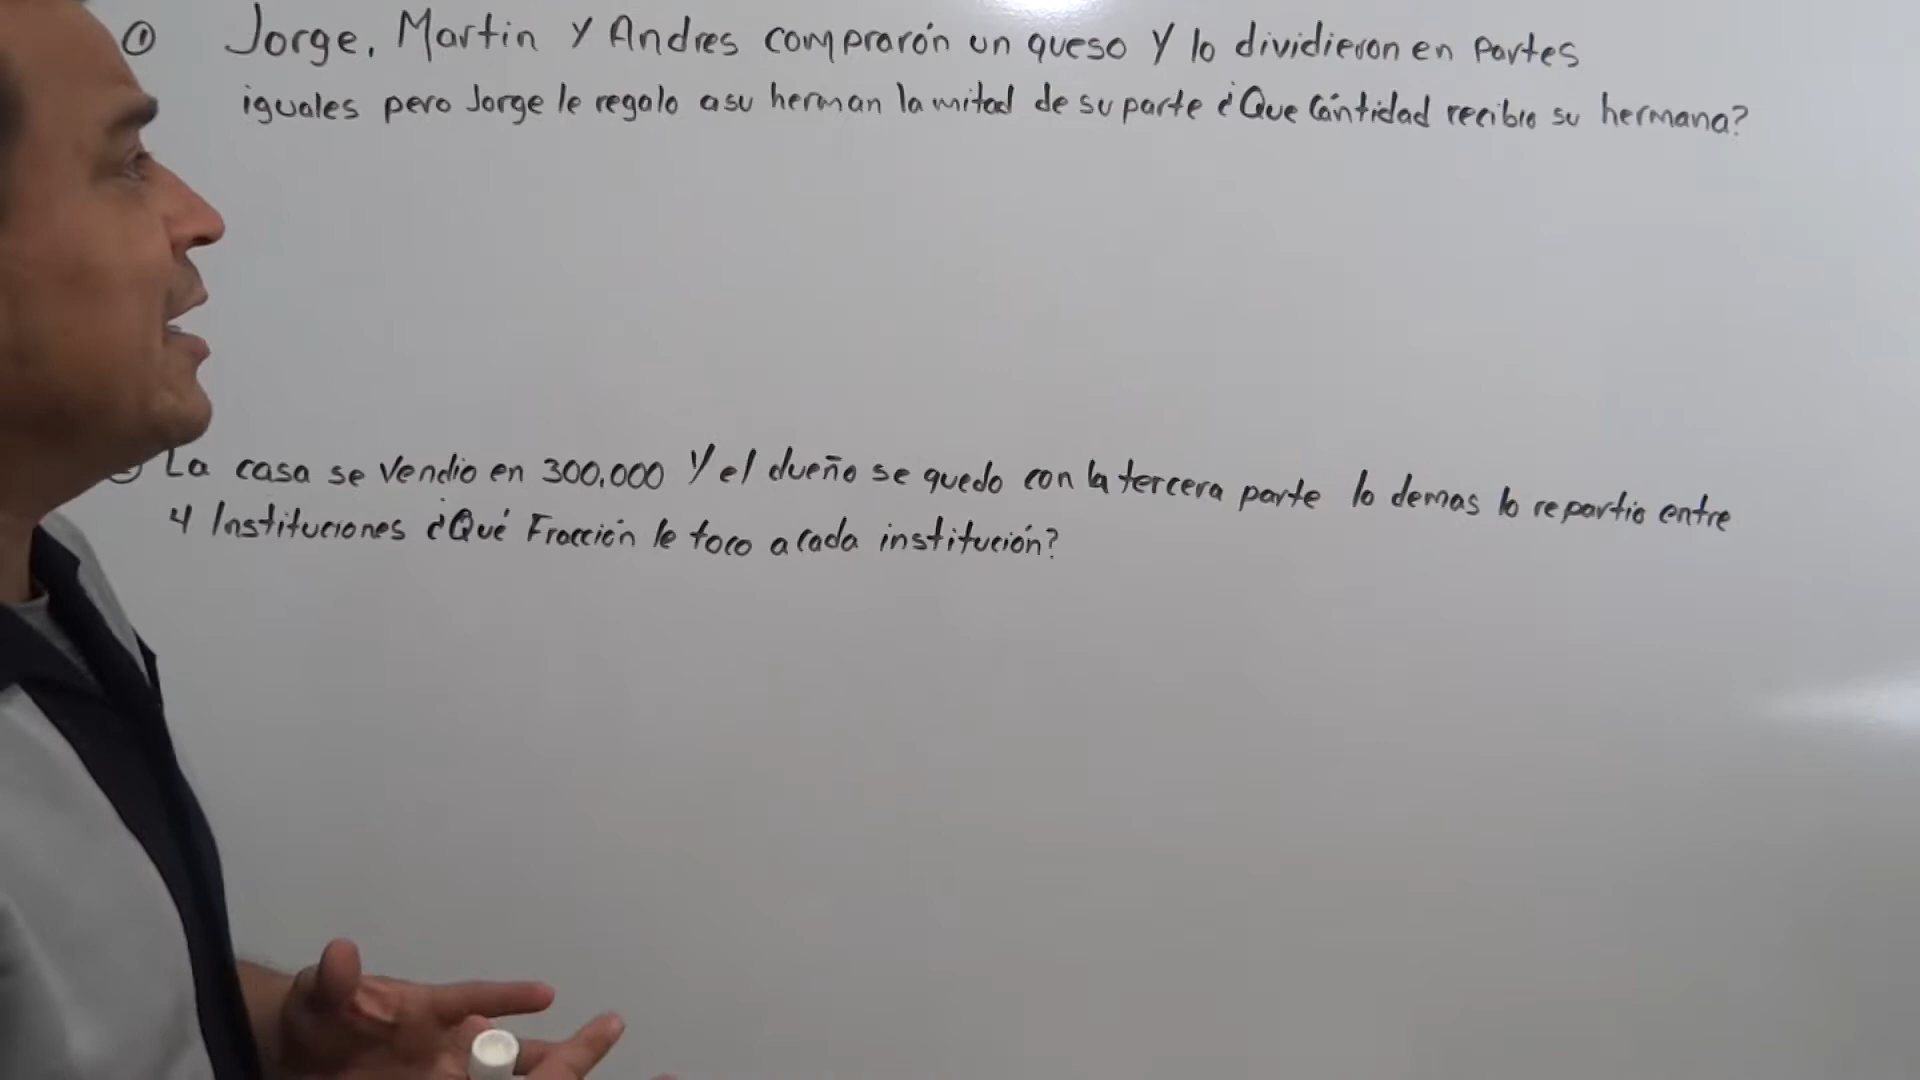 ① Jorge, Martin y Andres comprarón un queso y lo dividieron en partes
iguales pero Jorge le regalo a su herman la mitad de su parte ¿Que Cántidad recibio su hermana?
La casa se vendio en 300.000 y el dueño se quedo con la tercera parte lo demas lo repartio entre
4 Instituciones ¿Qué Fracción le toco a cada institución?